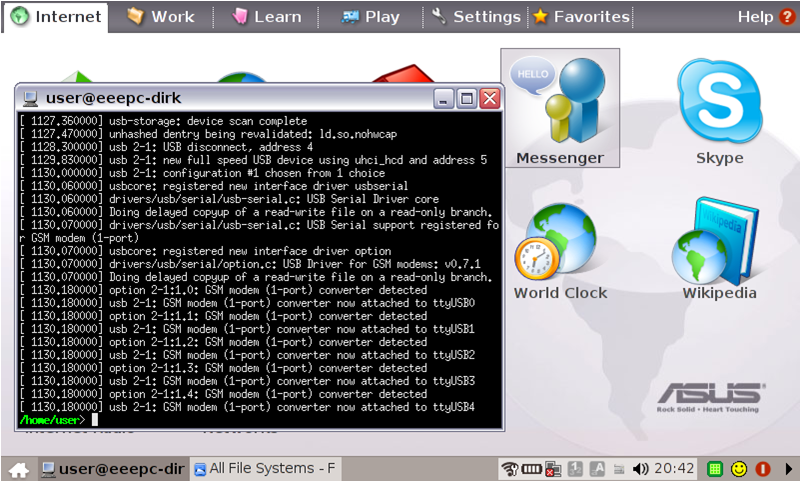 Internet
Work
Learn
Play
Settings
Favorites
Help ?
HELLO
Messenger
Skype
World Clock
Wikipedia
Wikipedia
user@eeepc-dirk
[ 1127.360000] usb-storage: device scan complete
[ 1127.470000] unhashed dentry being revalidated: ld.so.nohwcap
[ 1128.300000] usb 2-1: USB disconnect, address 4
[ 1129.830000] usb 2-1: new full speed USB device using uhci_hcd and address 5
[ 1130.000000] usb 2-1: configuration #1 chosen from 1 choice
[ 1130.060000] usbcore: registered new interface driver usbserial
[ 1130.060000] drivers/usb/serial/usb-serial.c: USB Serial Driver core
[ 1130.060000] Doing delayed copyup of a read-write file on a read-only branch.
[ 1130.070000] drivers/usb/serial/usb-serial.c: USB Serial support registered fo
r GSM modem (1-port)
[ 1130.070000] usbcore: registered new interface driver option
[ 1130.070000] drivers/usb/serial/option.c: USB Driver for GSM modems: v0.7.1
[ 1130.070000] Doing delayed copyup of a read-write file on a read-only branch.
[ 1130.180000] option 2-1:1.0: GSM modem (1-port) converter detected
[ 1130.180000] usb 2-1: GSM modem (1-port) converter now attached to ttyUSB0
[ 1130.180000] option 2-1:1.1: GSM modem (1-port) converter detected
[ 1130.180000] usb 2-1: GSM modem (1-port) converter now attached to ttyUSB1
[ 1130.180000] option 2-1:1.2: GSM modem (1-port) converter detected
[ 1130.180000] usb 2-1: GSM modem (1-port) converter now attached to ttyUSB2
[ 1130.180000] option 2-1:1.3: GSM modem (1-port) converter detected
[ 1130.180000] usb 2-1: GSM modem (1-port) converter now attached to ttyUSB3
[ 1130.180000] option 2-1:1.4: GSM modem (1-port) converter detected
[ 1130.180000] usb 2-1: GSM modem (1-port) converter now attached to ttyUSB4
/home/user>
ASUS
Rock Solid • Heart Touching
user@eeepc-dir
All File Systems - F
20:42